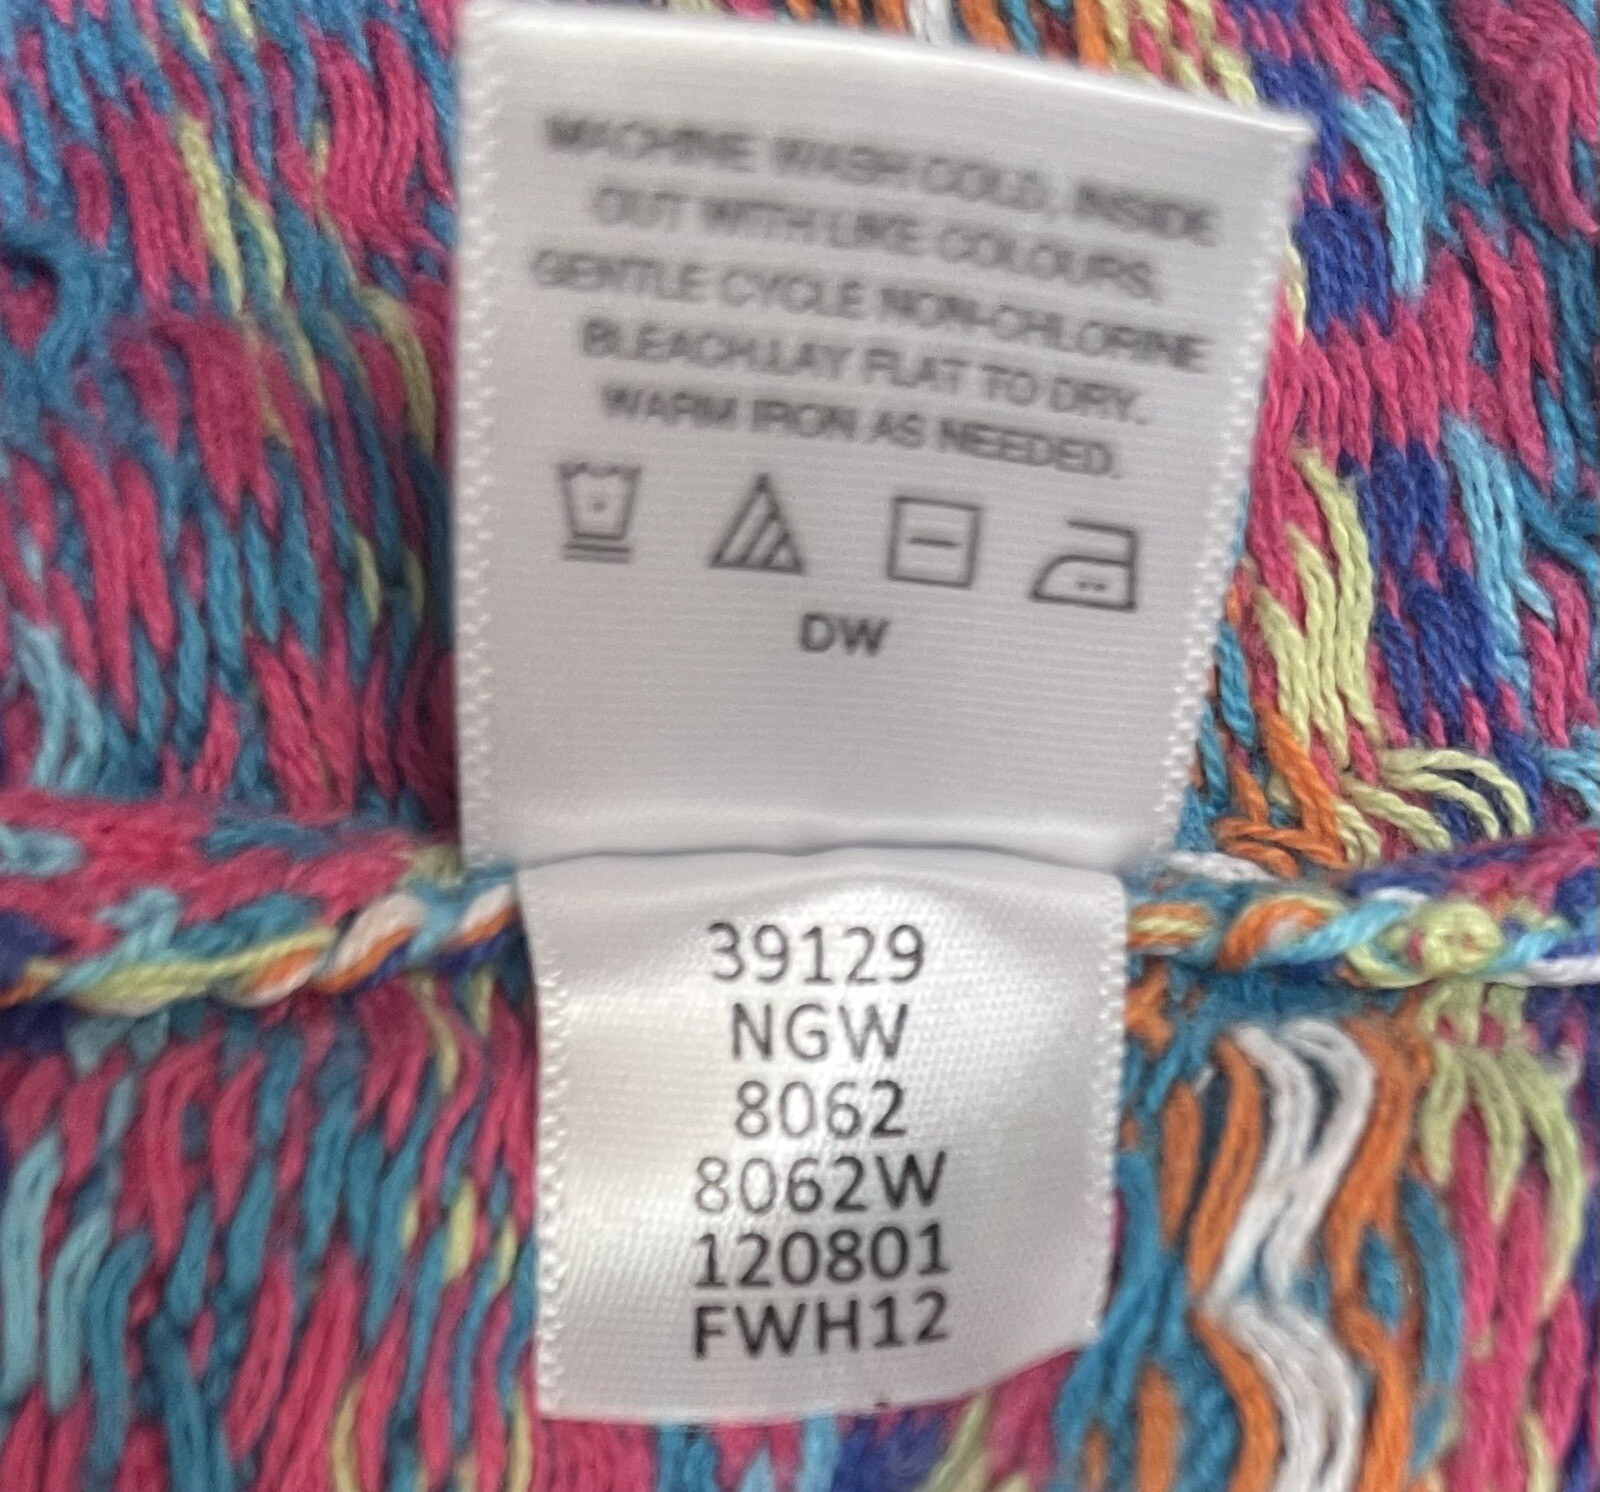 MACHINE WASH COLD, INSIDE
OUT WITH LIKE COLOURS,
GENTLE CYCLE NON-CHLORINE
BLEACH.LAY FLAT TO DRY.
WARM IRON AS NEEDED.
DW
39129
NGW
8062
8062W
120801
FWH12